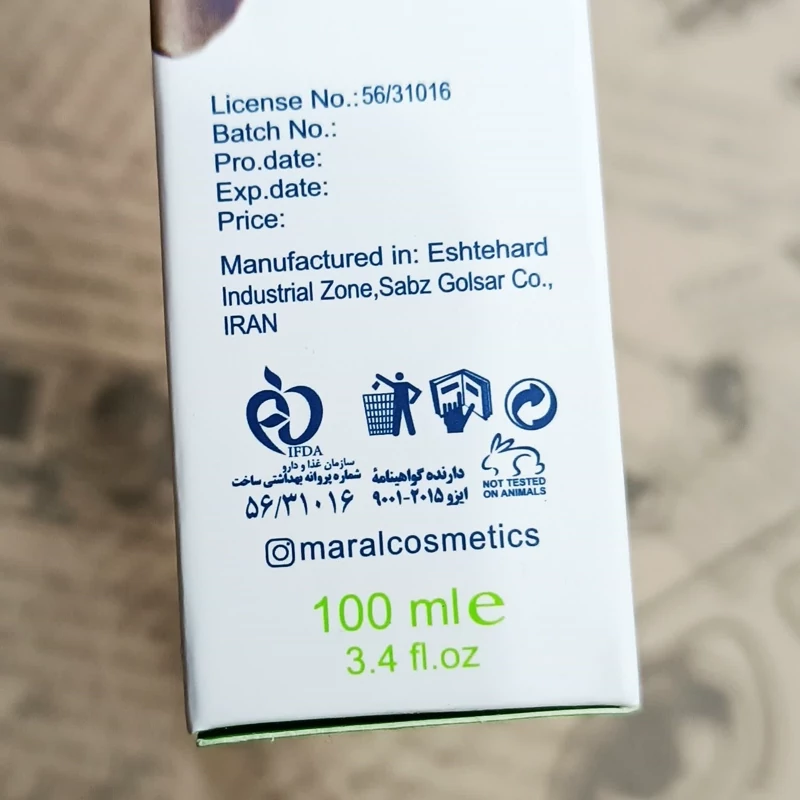 License No.:56/31016
Batch No.:
Pro.date:
Exp.date:
Price:
Manufactured in: Eshtehard
Industrial Zone,Sabz Golsar Co.,
IRAN
IFDA
سازمان غذا و دارو
شماره پروانه بهداشتی ساخت
۵۶/۳۱۰۱۶
دارنده گواهینامهٔ
ایزو ۲۰۱۵-۹۰۰۱
NOT TESTED
ON ANIMALS
maralcosmetics
100 ml e
3.4 fl.oz